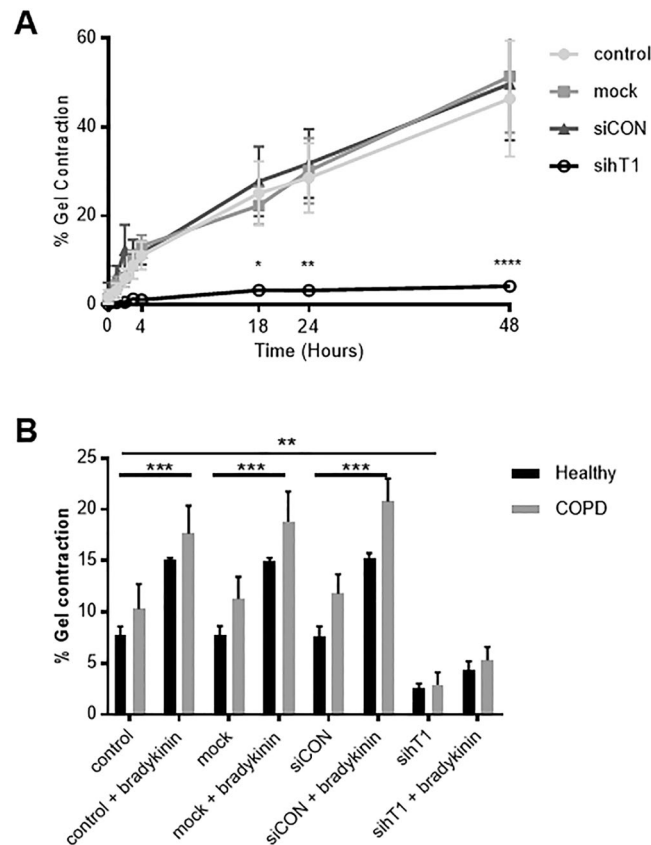 A
60
40
20
0
% Gel Contraction
* ** ****
0 4 18 24 48
Time (Hours)
control
mock
siCON
sihT1
B
25
20
15
10
5
0
% Gel contraction
**
*** *** ***
Healthy
COPD
control
control + bradykinin
mock
mock + bradykinin
siCON
siCON + bradykinin
sihT1
sihT1 + bradykinin